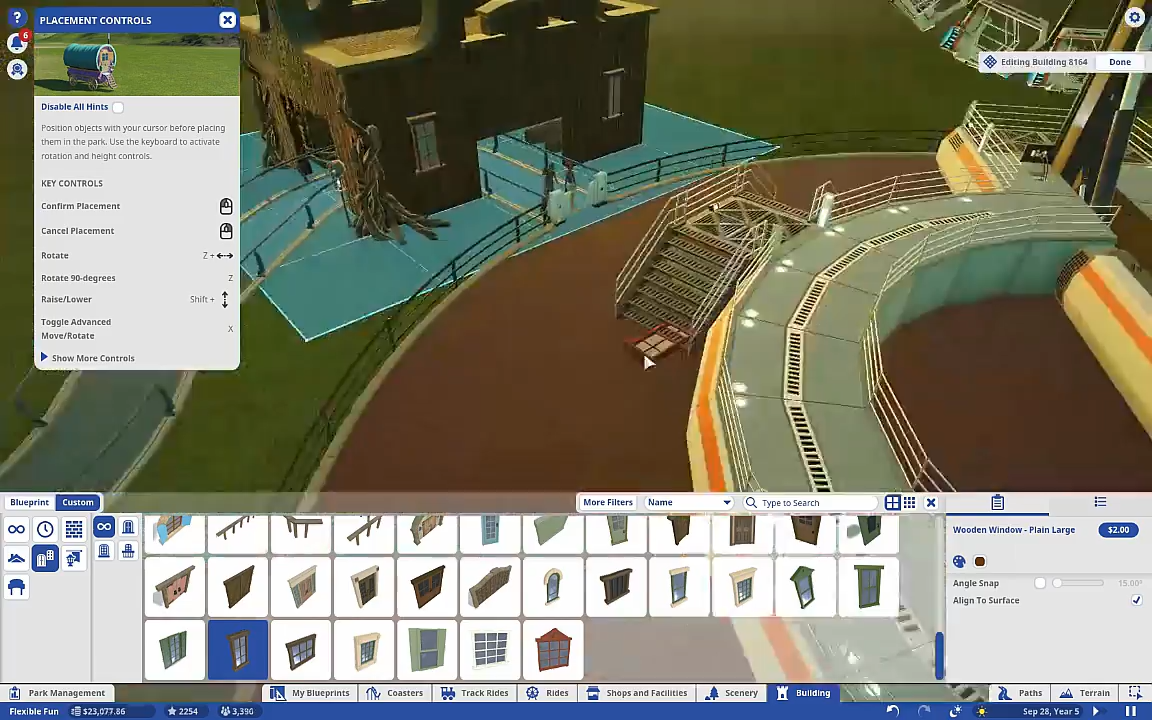 PLACEMENT CONTROLS
6
Disable All Hints
Position objects with your cursor before placing
them in the park. Use the keyboard to activate
rotation and height controls.
KEY CONTROLS
Confirm Placement
Cancel Placement
Rotate Z +
Rotate 90-degrees Z
Raise/Lower Shift +
Toggle Advanced
Move/Rotate X
Show More Controls
Editing Building 8164 Done
Blueprint Custom More Filters Name Type to Search
Wooden Window - Plain Large $2.00
Angle Snap 15.00°
Align To Surface
Park Management My Blueprints Coasters Track Rides Rides Shops and Facilities Scenery Building Paths Terrain
Flexible Fun $23,077.86 2254 3,390 Sep 28, Year 5